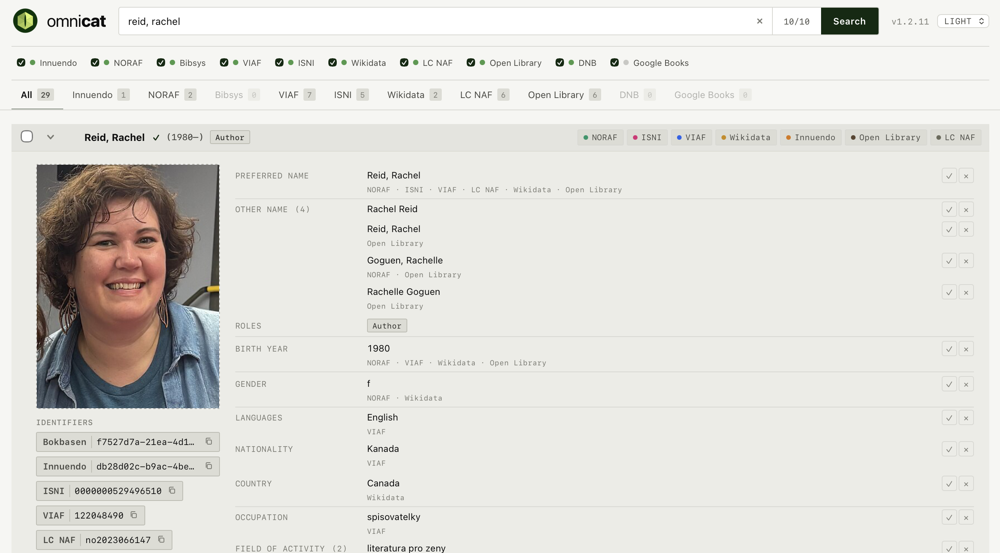 omnicat
reid, rachel × 10/10 Search v1.2.11 LIGHT
Innuendo NORAF Bibsys VIAF ISNI Wikidata LC NAF Open Library DNB Google Books
All 29 Innuendo 1 NORAF 2 Bibsys 0 VIAF 7 ISNI 5 Wikidata 2 LC NAF 6 Open Library 6 DNB 0 Google Books 0
Reid, Rachel ✓ (1980–) Author NORAF ISNI VIAF Wikidata Innuendo Open Library LC NAF
PREFERRED NAME Reid, Rachel
NORAF · ISNI · VIAF · LC NAF · Wikidata · Open Library
OTHER NAME (4) Rachel Reid
Reid, Rachel
Open Library
Goguen, Rachelle
NORAF · Open Library
Rachelle Goguen
Open Library
ROLES Author
BIRTH YEAR 1980
NORAF · VIAF · Wikidata · Open Library
GENDER f
NORAF · Wikidata
LANGUAGES English
VIAF
NATIONALITY Kanada
VIAF
COUNTRY Canada
Wikidata
OCCUPATION spisovatelky
VIAF
FIELD OF ACTIVITY (2) literatura pro zeny
IDENTIFIERS
Bokbasen f7527d7a-21ea-4d1…
Innuendo db28d02c-b9ac-4be…
ISNI 0000000529496510
VIAF 122048490
LC NAF no2023066147